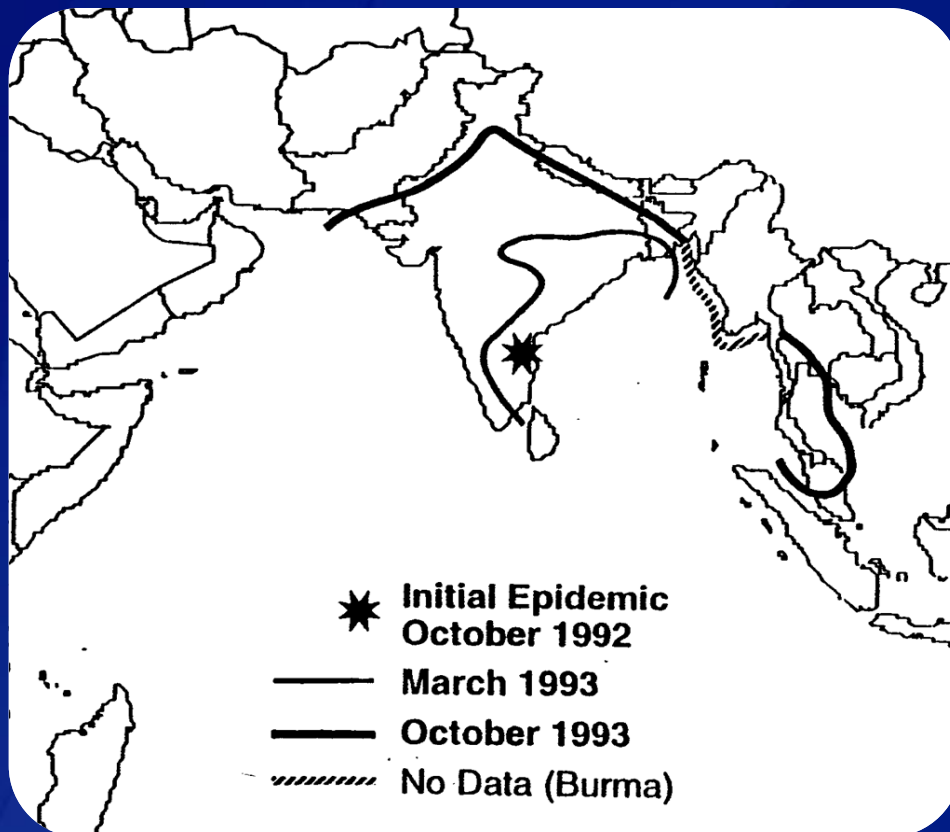 Initial Epidemic
October 1992
March 1993
October 1993
No Data (Burma)